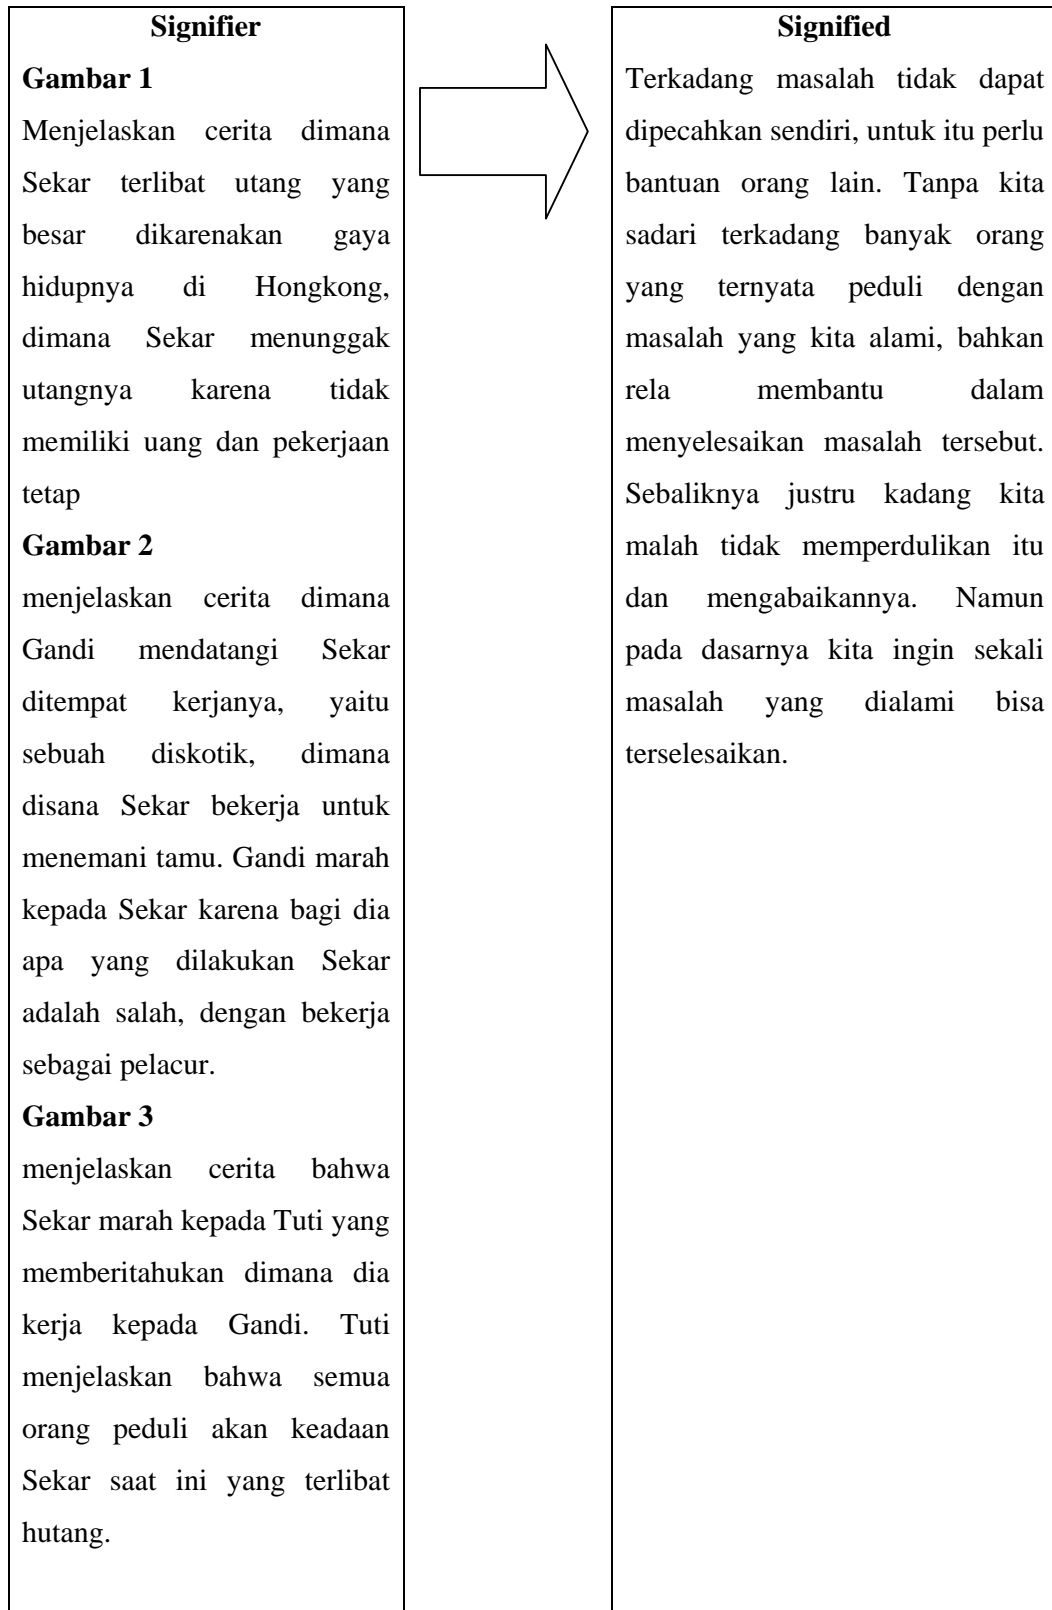 Signifier
Gambar 1
Menjelaskan cerita dimana
Sekar terlibat utang yang
besar dikarenakan gaya
hidupnya di Hongkong,
dimana Sekar menunggak
utangnya karena tidak
memiliki uang dan pekerjaan
tetap
Gambar 2
menjelaskan cerita dimana
Gandi mendatangi Sekar
ditempat kerjanya, yaitu
sebuah diskotik, dimana
disana Sekar bekerja untuk
menemani tamu. Gandi marah
kepada Sekar karena bagi dia
apa yang dilakukan Sekar
adalah salah, dengan bekerja
sebagai pelacur.
Gambar 3
menjelaskan cerita bahwa
Sekar marah kepada Tuti yang
memberitahukan dimana dia
kerja kepada Gandi. Tuti
menjelaskan bahwa semua
orang peduli akan keadaan
Sekar saat ini yang terlibat
hutang.
Signified
Terkadang masalah tidak dapat
dipecahkan sendiri, untuk itu perlu
bantuan orang lain. Tanpa kita
sadari terkadang banyak orang
yang ternyata peduli dengan
masalah yang kita alami, bahkan
rela membantu dalam
menyelesaikan masalah tersebut.
Sebaliknya justru kadang kita
malah tidak memperdulikan itu
dan mengabaikannya. Namun
pada dasarnya kita ingin sekali
masalah yang dialami bisa
terselesaikan.